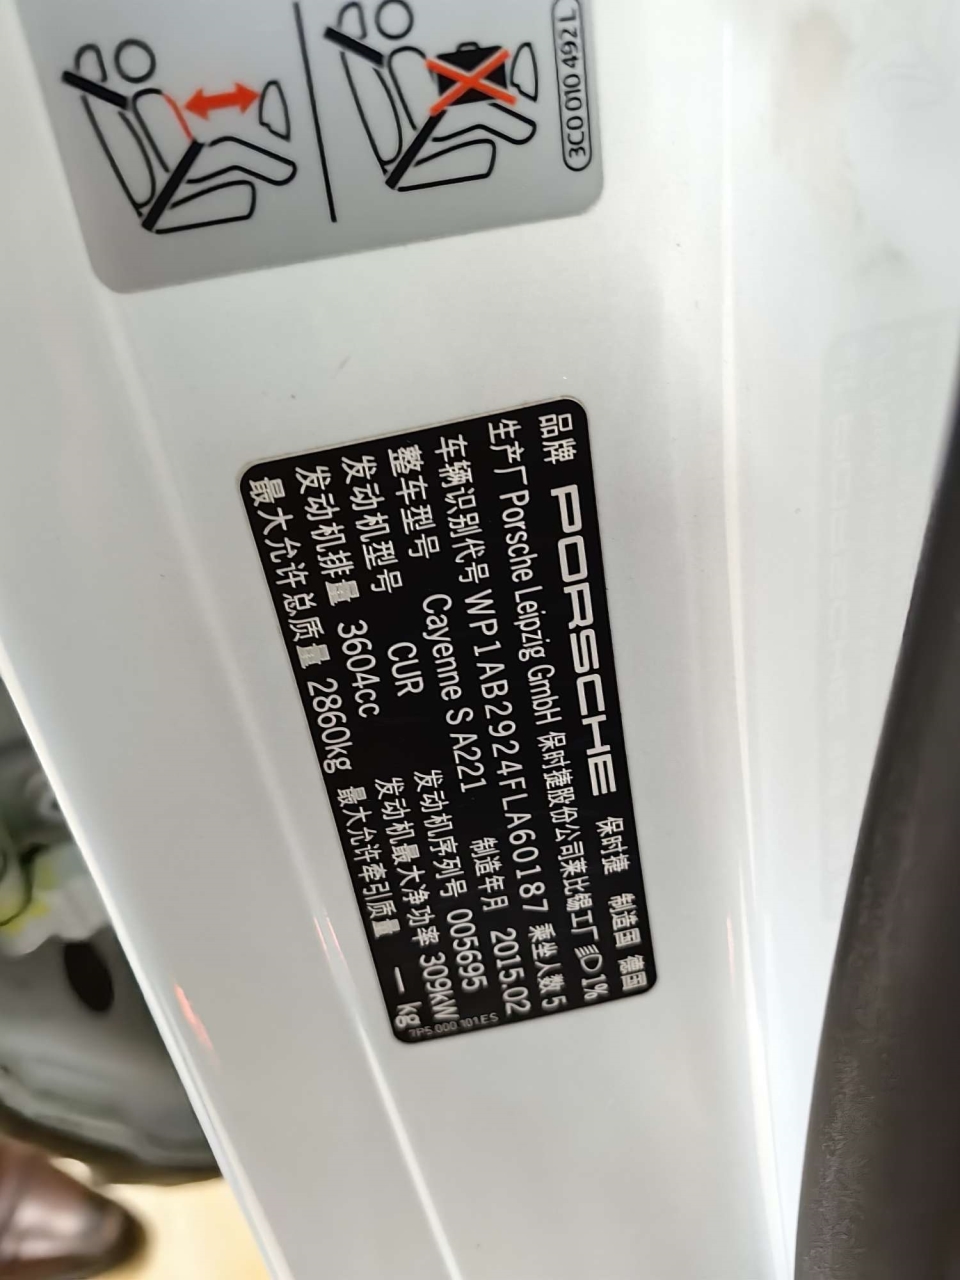 3C0 010 492 L
品牌 PORSCHE 保时捷 制造国 德国
生产厂 Porsche Leipzig GmbH 保时捷股份公司莱比锡工厂 1%
车辆识别代号 WP1AB2924FLA60187 乘坐人数 5
整车型号 Cayenne S A221 制造年月 2015.02
发动机型号 CUR 发动机序列号 005695
发动机排量 3604cc 发动机最大净功率 309kW
最大允许总质量 2860kg 最大允许牵引质量 — kg
7P5.000 101.ES